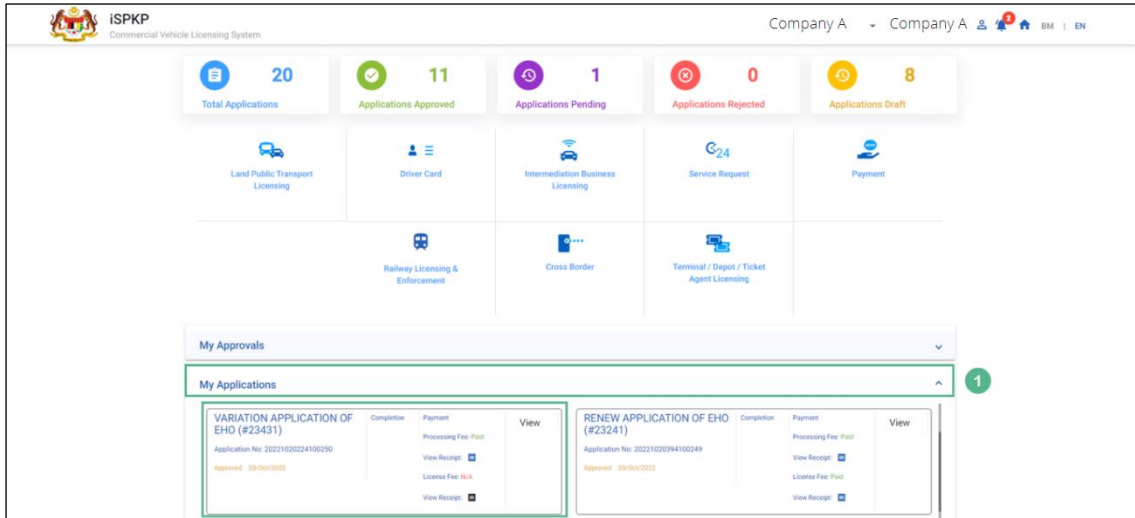 iSPKP
Commercial Vehicle Licensing System
Company A
Company A
2
BM | EN
20
Total Applications
11
Applications Approved
1
Applications Pending
0
Applications Rejected
8
Applications Draft
Land Public Transport
Licensing
Driver Card
Intermediation Business
Licensing
24
Service Request
Payment
Railway Licensing &
Enforcement
Cross Border
Terminal / Depot / Ticket
Agent Licensing
My Approvals
My Applications
1
VARIATION APPLICATION OF
EHO (#23431)
Application No: 20221020224100250
Approved 20/Oct/2022
Completion
Payment
Processing Fee: Paid
View Receipt:
License Fee: N/A
View Receipt:
View
RENEW APPLICATION OF EHO
(#23241)
Application No: 20221020394100249
Approved 20/Oct/2022
Completion
Payment
Processing Fee: Paid
View Receipt:
License Fee: Paid
View Receipt:
View